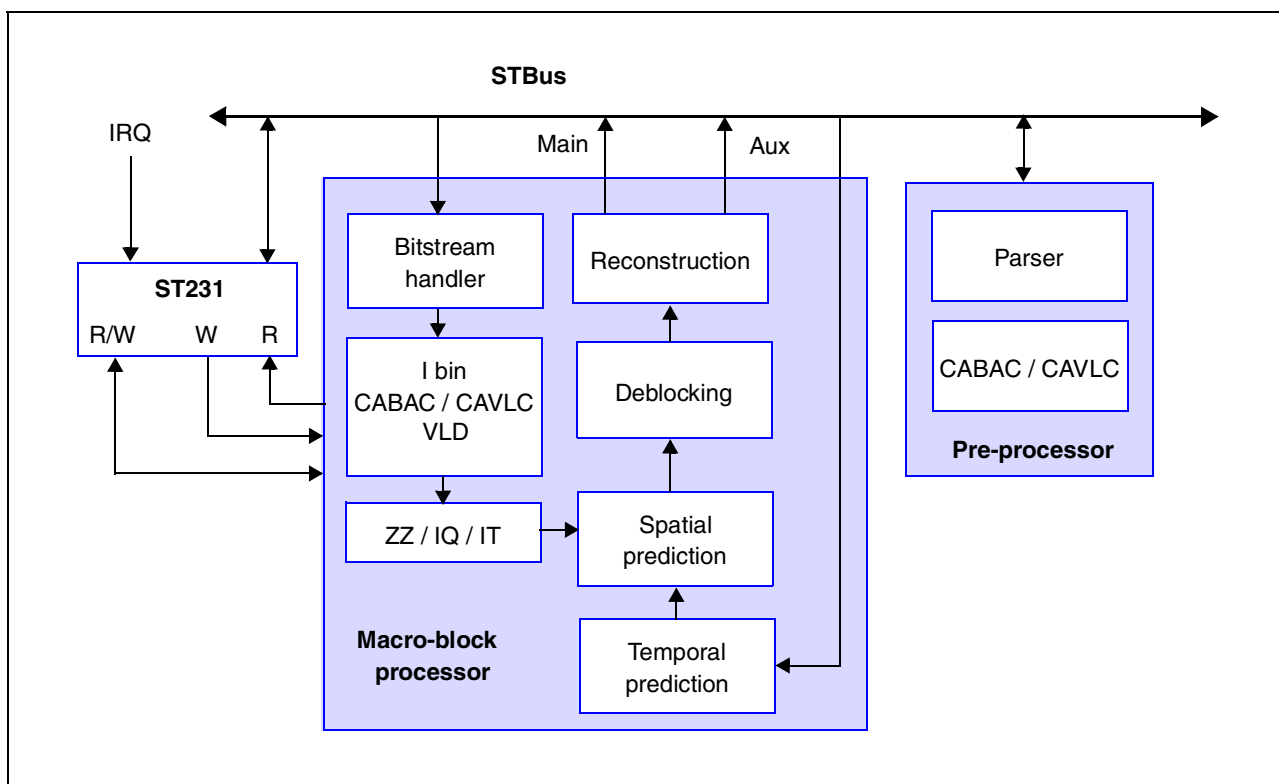 STBus
IRQ
Main
Aux
ST231
R/W
W
R
Bitstream
handler
I bin
CABAC / CAVLC
VLD
ZZ / IQ / IT
Reconstruction
Deblocking
Spatial
prediction
Temporal
prediction
Macro-block
processor
Parser
CABAC / CAVLC
Pre-processor